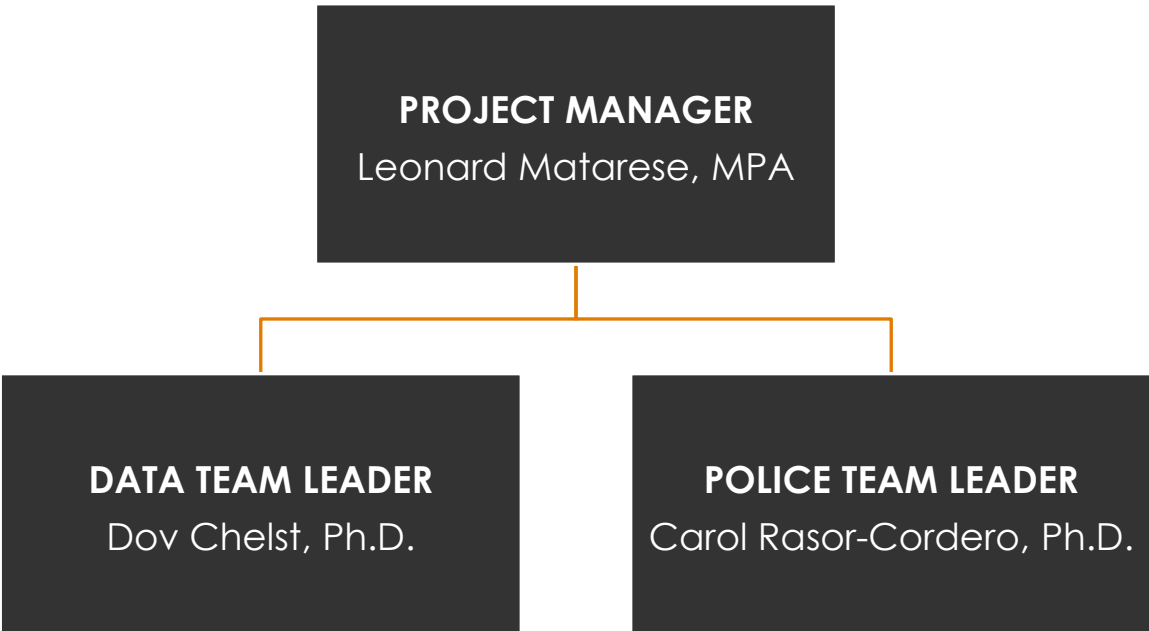 PROJECT MANAGER
Leonard Matarese, MPA
DATA TEAM LEADER
Dov Chelst, Ph.D.
POLICE TEAM LEADER
Carol Rasor-Cordero, Ph.D.